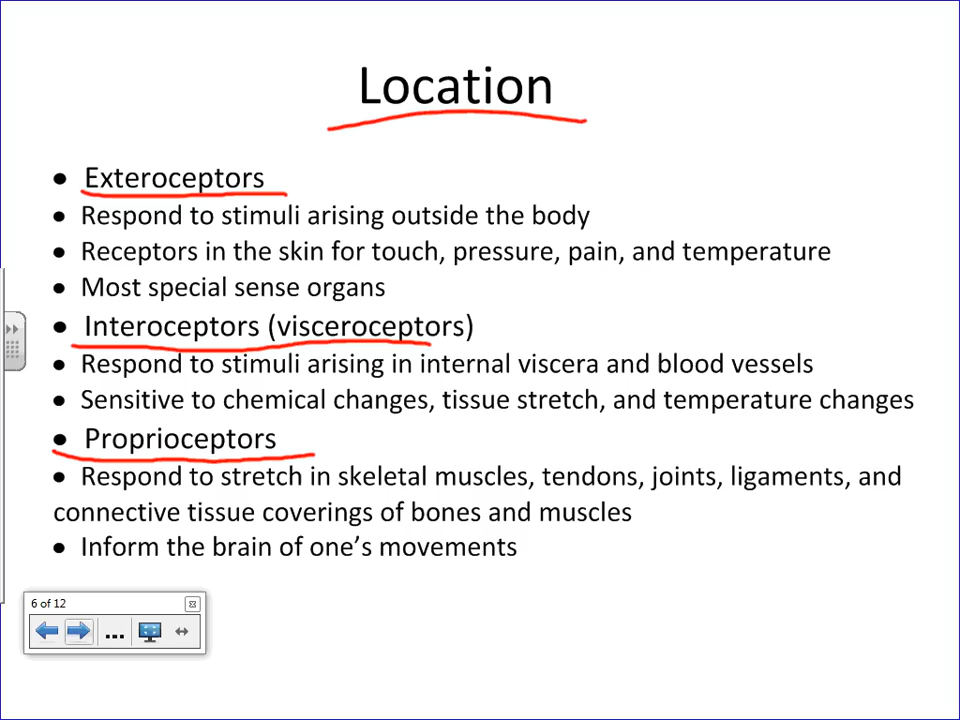 Location
• Exteroceptors
• Respond to stimuli arising outside the body
• Receptors in the skin for touch, pressure, pain, and temperature
• Most special sense organs
• Interoceptors (visceroceptors)
• Respond to stimuli arising in internal viscera and blood vessels
• Sensitive to chemical changes, tissue stretch, and temperature changes
• Proprioceptors
• Respond to stretch in skeletal muscles, tendons, joints, ligaments, and
connective tissue coverings of bones and muscles
• Inform the brain of one’s movements
6 of 12
...